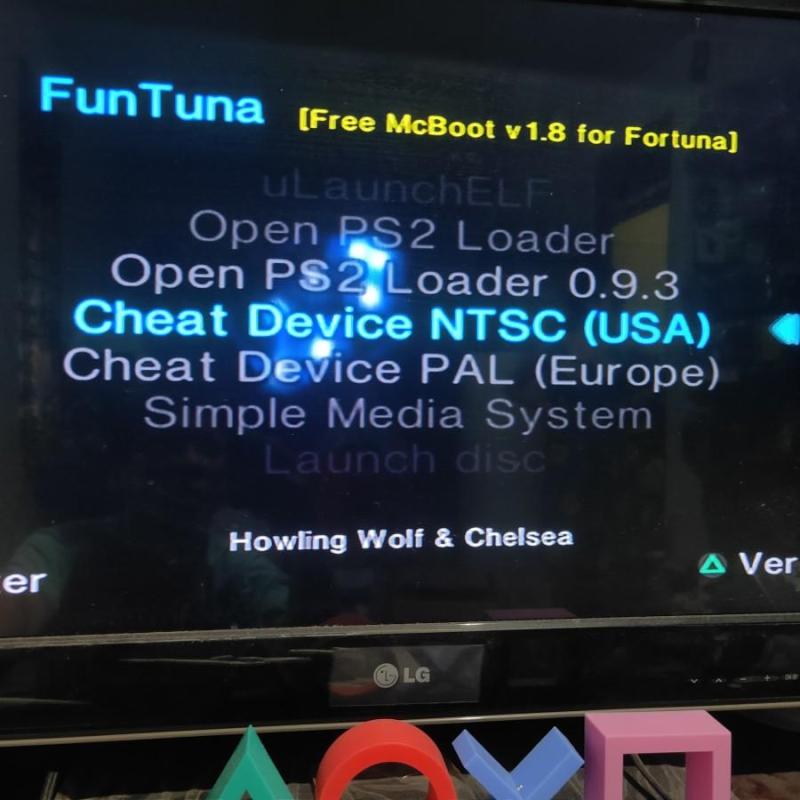 FunTuna [Free McBoot v1.8 for Fortuna]
uLaunchELF
Open PS2 Loader
Open PS2 Loader 0.9.3
Cheat Device NTSC (USA)
Cheat Device PAL (Europe)
Simple Media System
Launch disc
Howling Wolf & Chelsea
er
Ver
LG